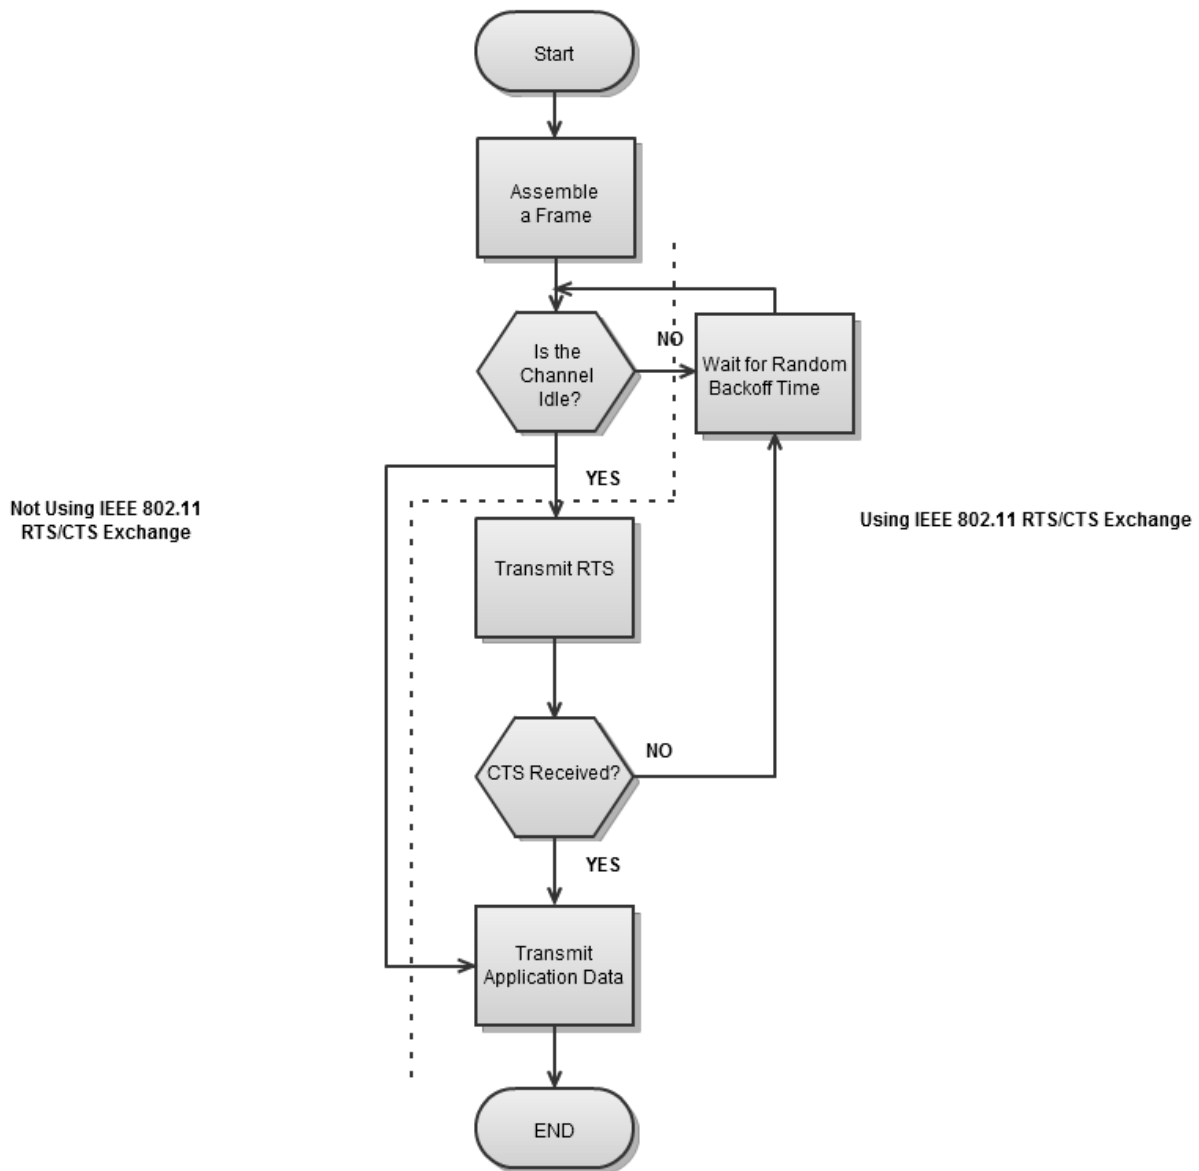 Start
Assemble
a Frame
Is the
Channel
Idle?
NO
Wait for Random
Backoff Time
YES
Not Using IEEE 802.11
RTS/CTS Exchange
Using IEEE 802.11 RTS/CTS Exchange
Transmit RTS
CTS Received?
NO
YES
Transmit
Application Data
END